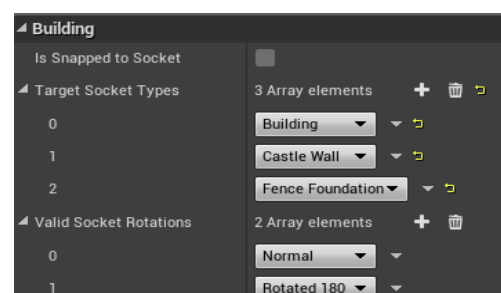 Building
Is Snapped to Socket
Target Socket Types 3 Array elements
0 Building
1 Castle Wall
2 Fence Foundation
Valid Socket Rotations 2 Array elements
0 Normal
1 Rotated 180